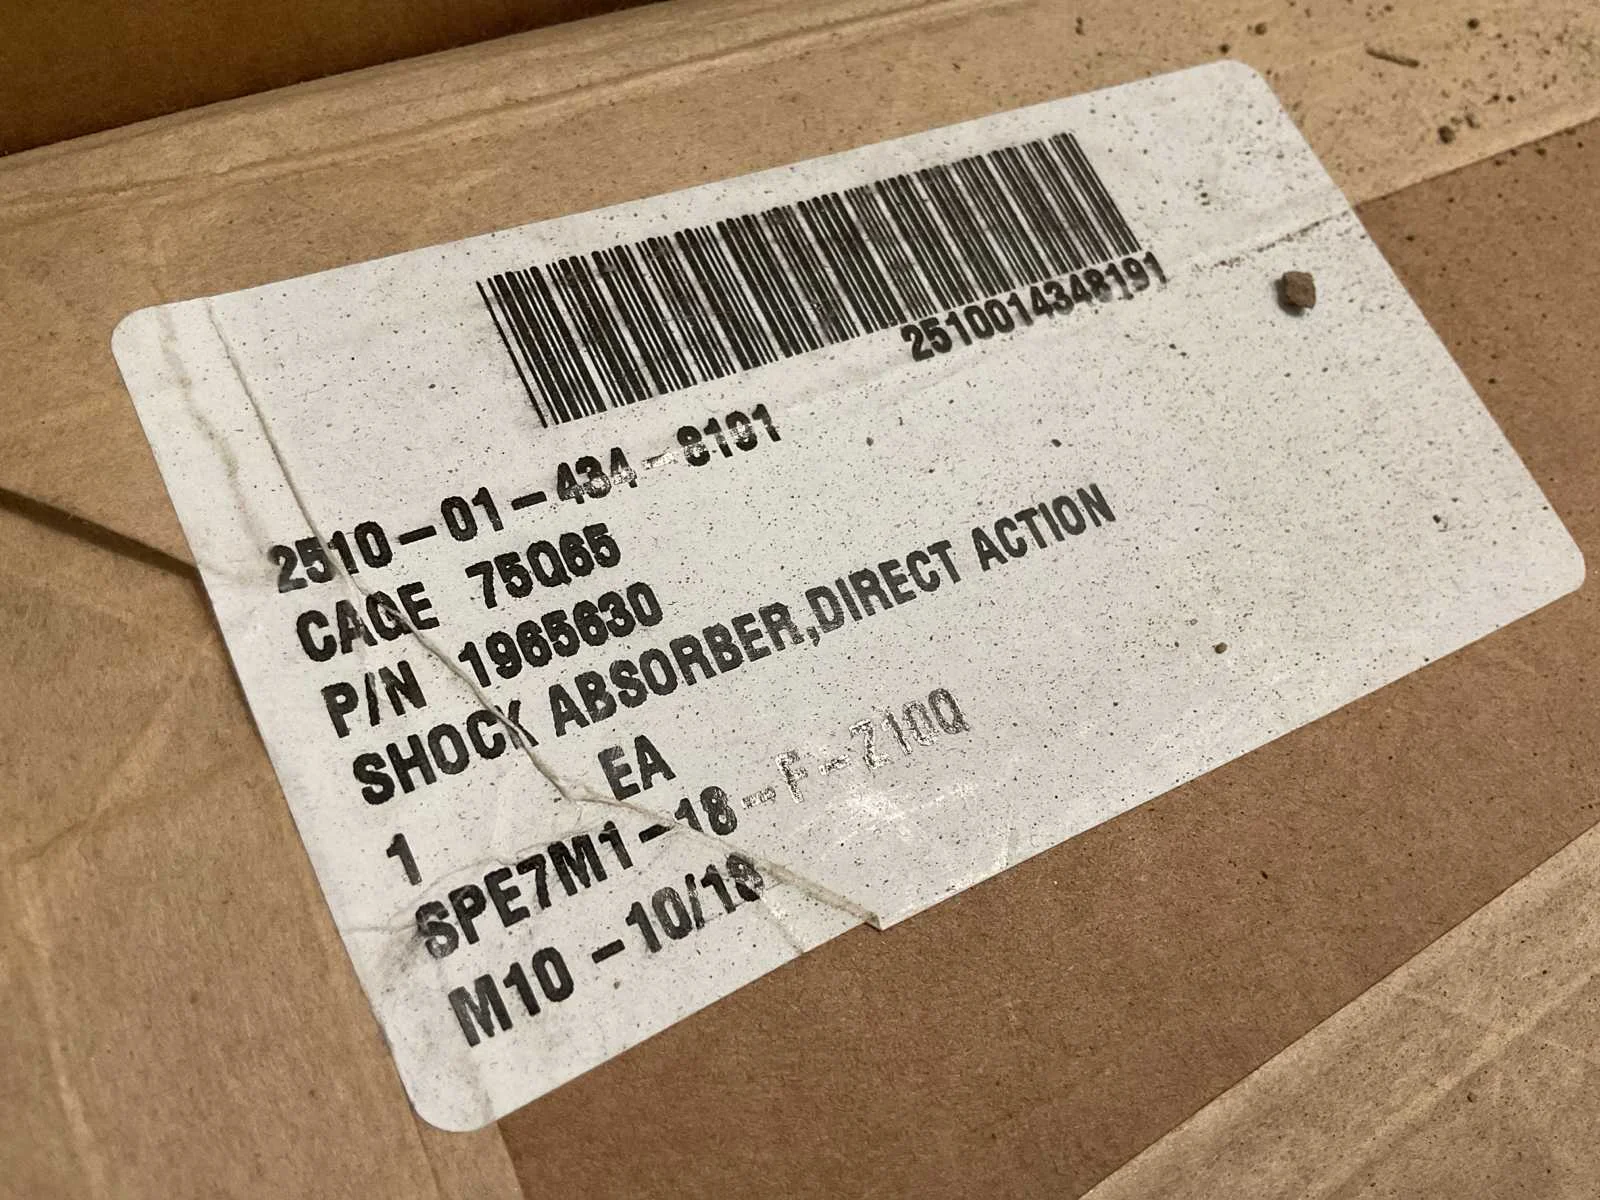 2510014348191
2510-01-434-8191
CAGE 75Q65
P/N 1965630
SHOCK ABSORBER,DIRECT ACTION
1 EA
SPE7M1-18-F-Z10Q
M10-10/18